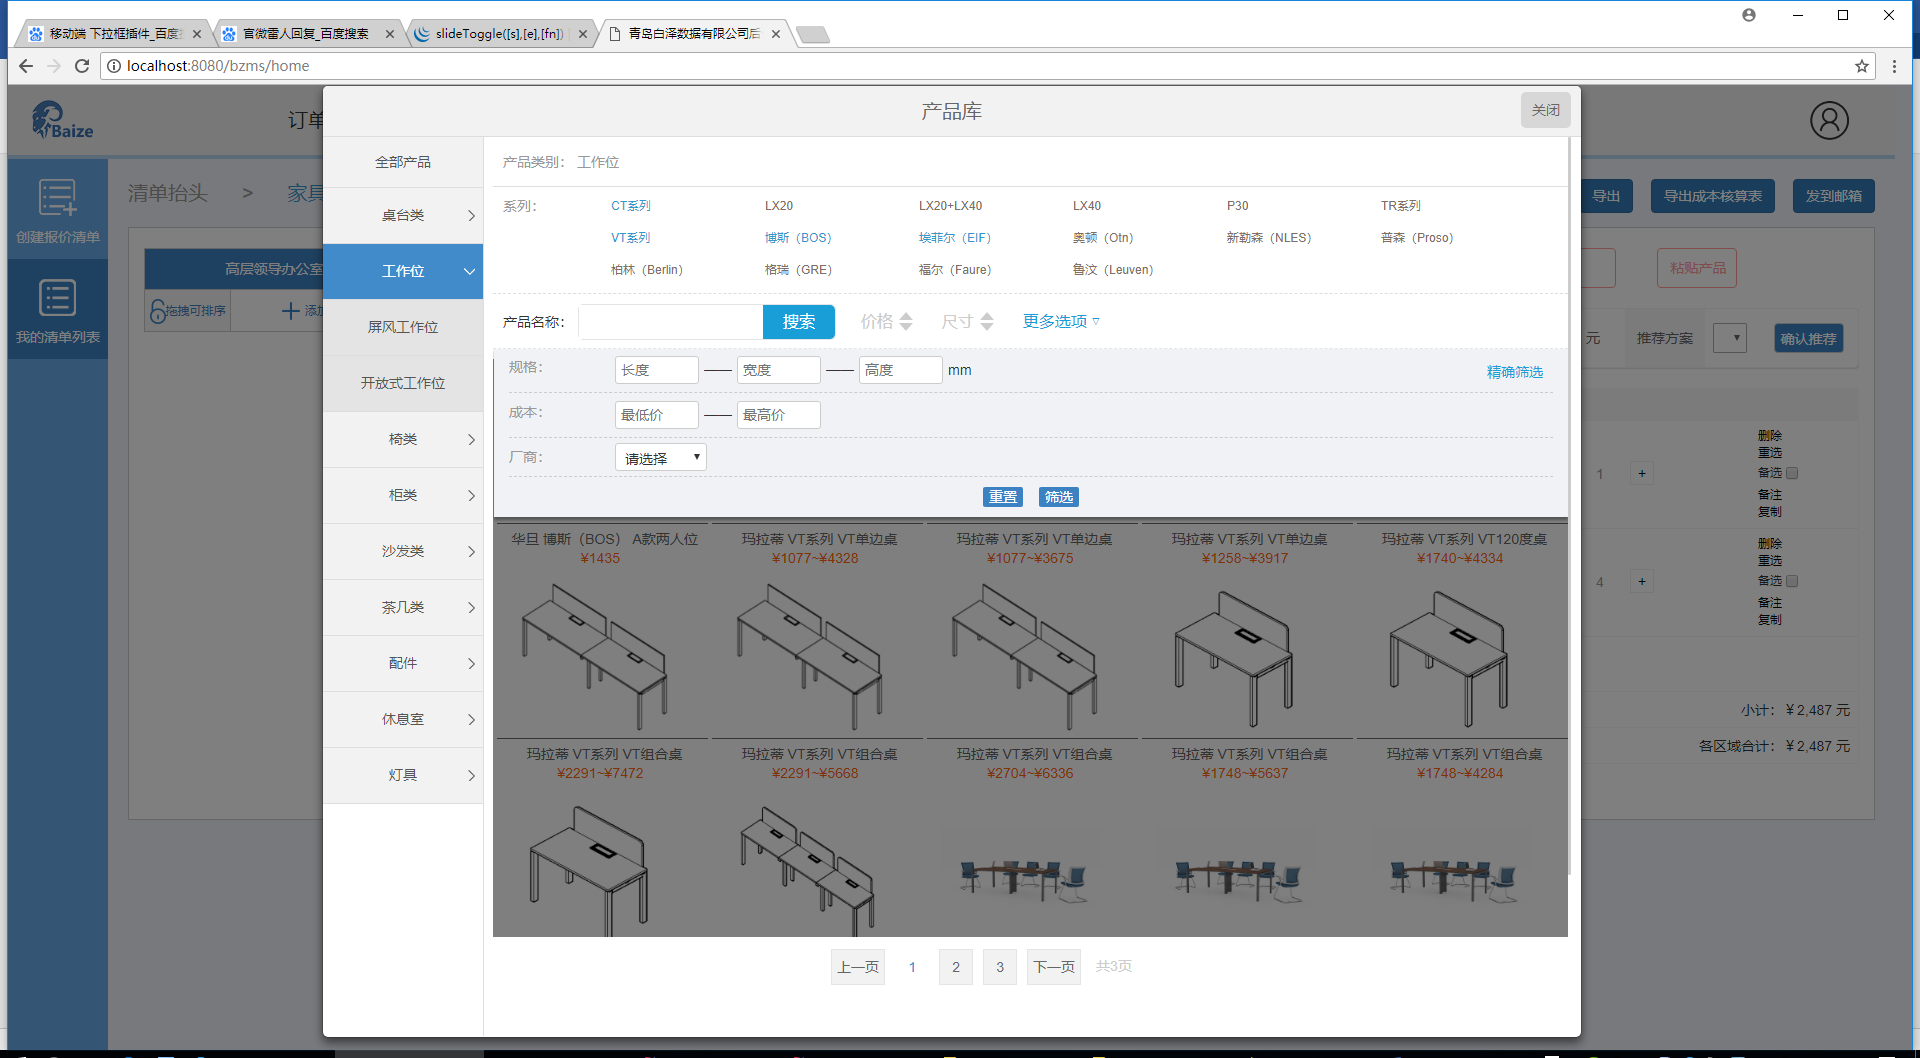 移动端 下拉框插件_百度
官微雷人回复_百度搜索
slideToggle([s],[e],[fn])
青岛白泽数据有限公司后
localhost:8080/bzms/home
Baize
订单
产品库
关闭
创建报价清单
我的清单列表
清单抬头 > 家具
导出
导出成本核算表
发到邮箱
高层领导办公室
拖拽可排序
添加
粘贴产品
元
推荐方案
确认推荐
全部产品
桌台类
工作位
屏风工作位
开放式工作位
椅类
柜类
沙发类
茶几类
配件
休息室
灯具
产品类别: 工作位
系列: CT系列 LX20 LX20+LX40 LX40 P30 TR系列
VT系列 博斯（BOS） 埃菲尔（EIF） 奥顿（Otn） 新勒森（NLES） 普森（Proso）
柏林（Berlin） 格瑞（GRE） 福尔（Faure） 鲁汶（Leuven）
产品名称: 搜索 价格 尺寸 更多选项
规格: 长度 —— 宽度 —— 高度 mm 精确筛选
成本: 最低价 —— 最高价
厂商: 请选择
重置 筛选
华旦 博斯（BOS） A款两人位 玛拉蒂 VT系列 VT单边桌 玛拉蒂 VT系列 VT单边桌 玛拉蒂 VT系列 VT单边桌 玛拉蒂 VT系列 VT120度桌
¥1435 ¥1077~¥4328 ¥1077~¥3675 ¥1258~¥3917 ¥1740~¥4334
玛拉蒂 VT系列 VT组合桌 玛拉蒂 VT系列 VT组合桌 玛拉蒂 VT系列 VT组合桌 玛拉蒂 VT系列 VT组合桌 玛拉蒂 VT系列 VT组合桌
¥2291~¥7472 ¥2291~¥5668 ¥2704~¥6336 ¥1748~¥5637 ¥1748~¥4284
上一页 1 2 3 下一页 共3页
删除
重选
1 + 备选
备注
复制
删除
重选
4 + 备选
备注
复制
小计: ¥2,487 元
各区域合计: ¥2,487 元